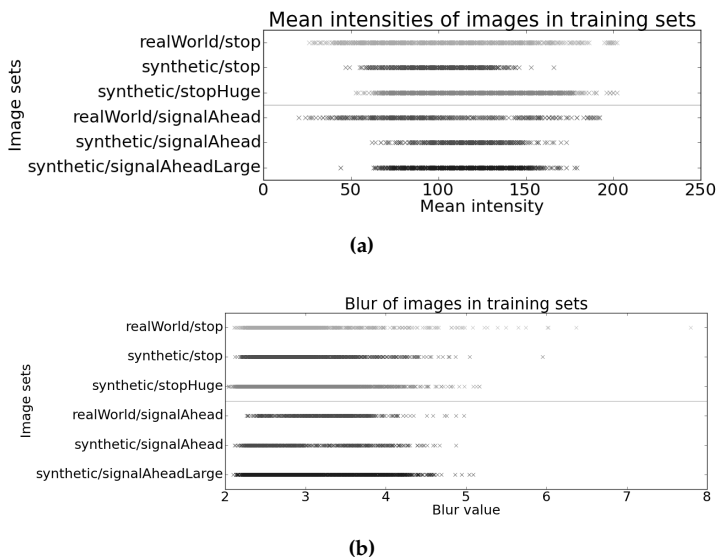 Mean intensities of images in training sets
Image sets
realWorld/stop
synthetic/stop
synthetic/stopHuge
realWorld/signalAhead
synthetic/signalAhead
synthetic/signalAheadLarge
0 50 100 150 200 250
Mean intensity
(a)
Blur of images in training sets
Image sets
realWorld/stop
synthetic/stop
synthetic/stopHuge
realWorld/signalAhead
synthetic/signalAhead
synthetic/signalAheadLarge
2 3 4 5 6 7 8
Blur value
(b)